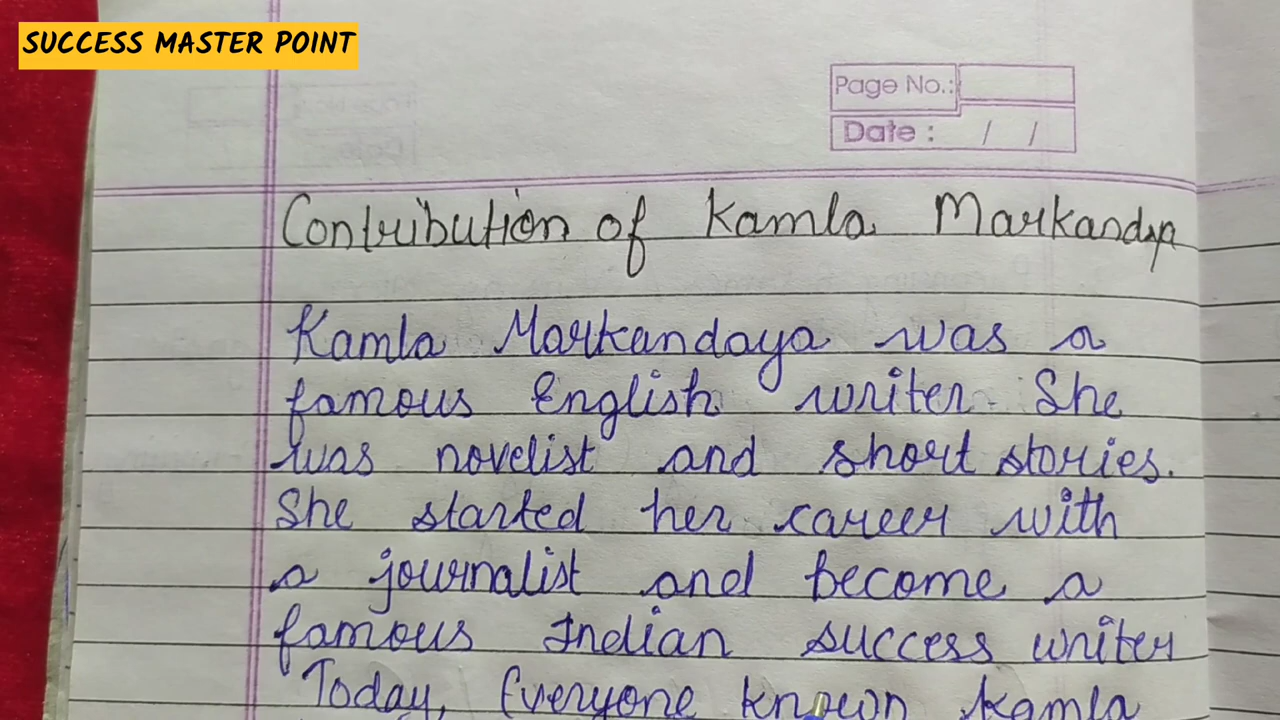 SUCCESS MASTER POINT
Page No.:
Date : / /
Contribution of Kamla Markandya
Kamla Markandaya was a
famous English writer. She
was novelist and short stories.
She started her career with
a journalist and become a
famous Indian success writer
Today, Everyone known Kamla